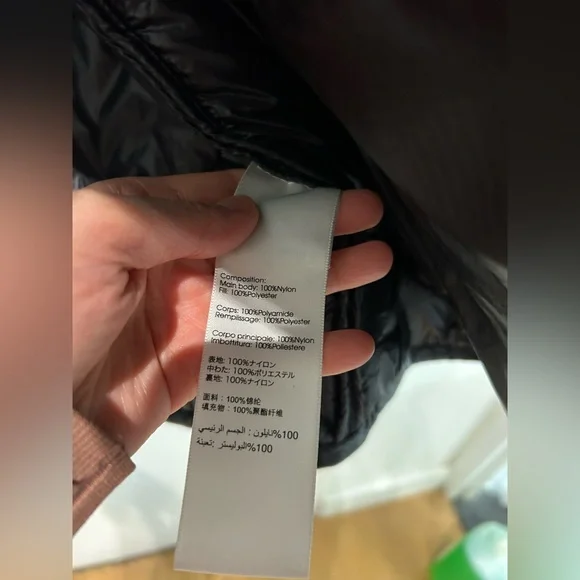 Composition:
Main body: 100%Nylon
Fill: 100%Polyester
Corps: 100%Polyamide
Remplissage: 100%Polyester
Corpo principale: 100%Nylon
Imbottitura: 100%Poliestere
表地: 100%ナイロン
中わた: 100%ポリエステル
裏地: 100%ナイロン
面料：100%锦纶
填充物：100%聚酯纤维
100%نايلون : الجسم الرئيسي
100%البوليستر :تعبئة